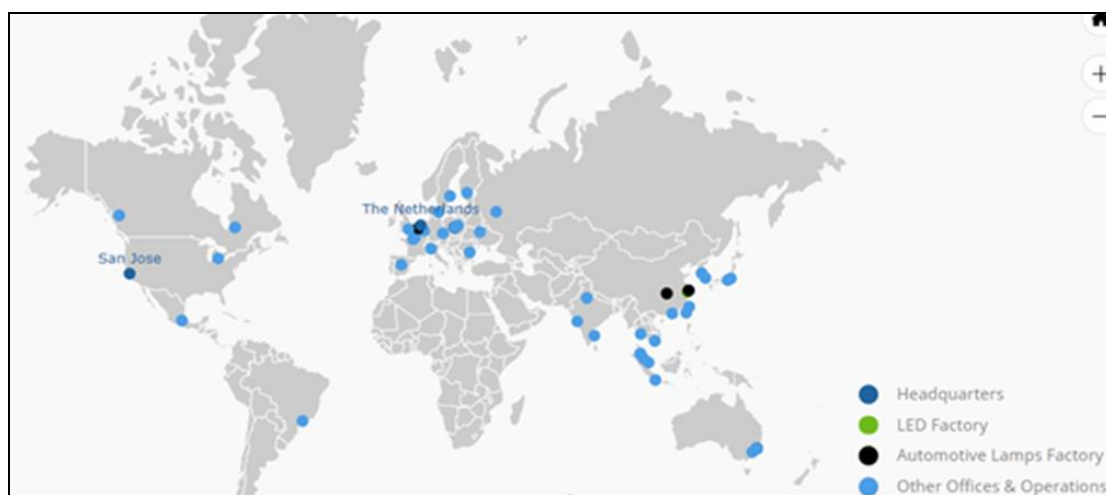 The Netherlands
San Jose
Headquarters
LED Factory
Automotive Lamps Factory
Other Offices & Operations